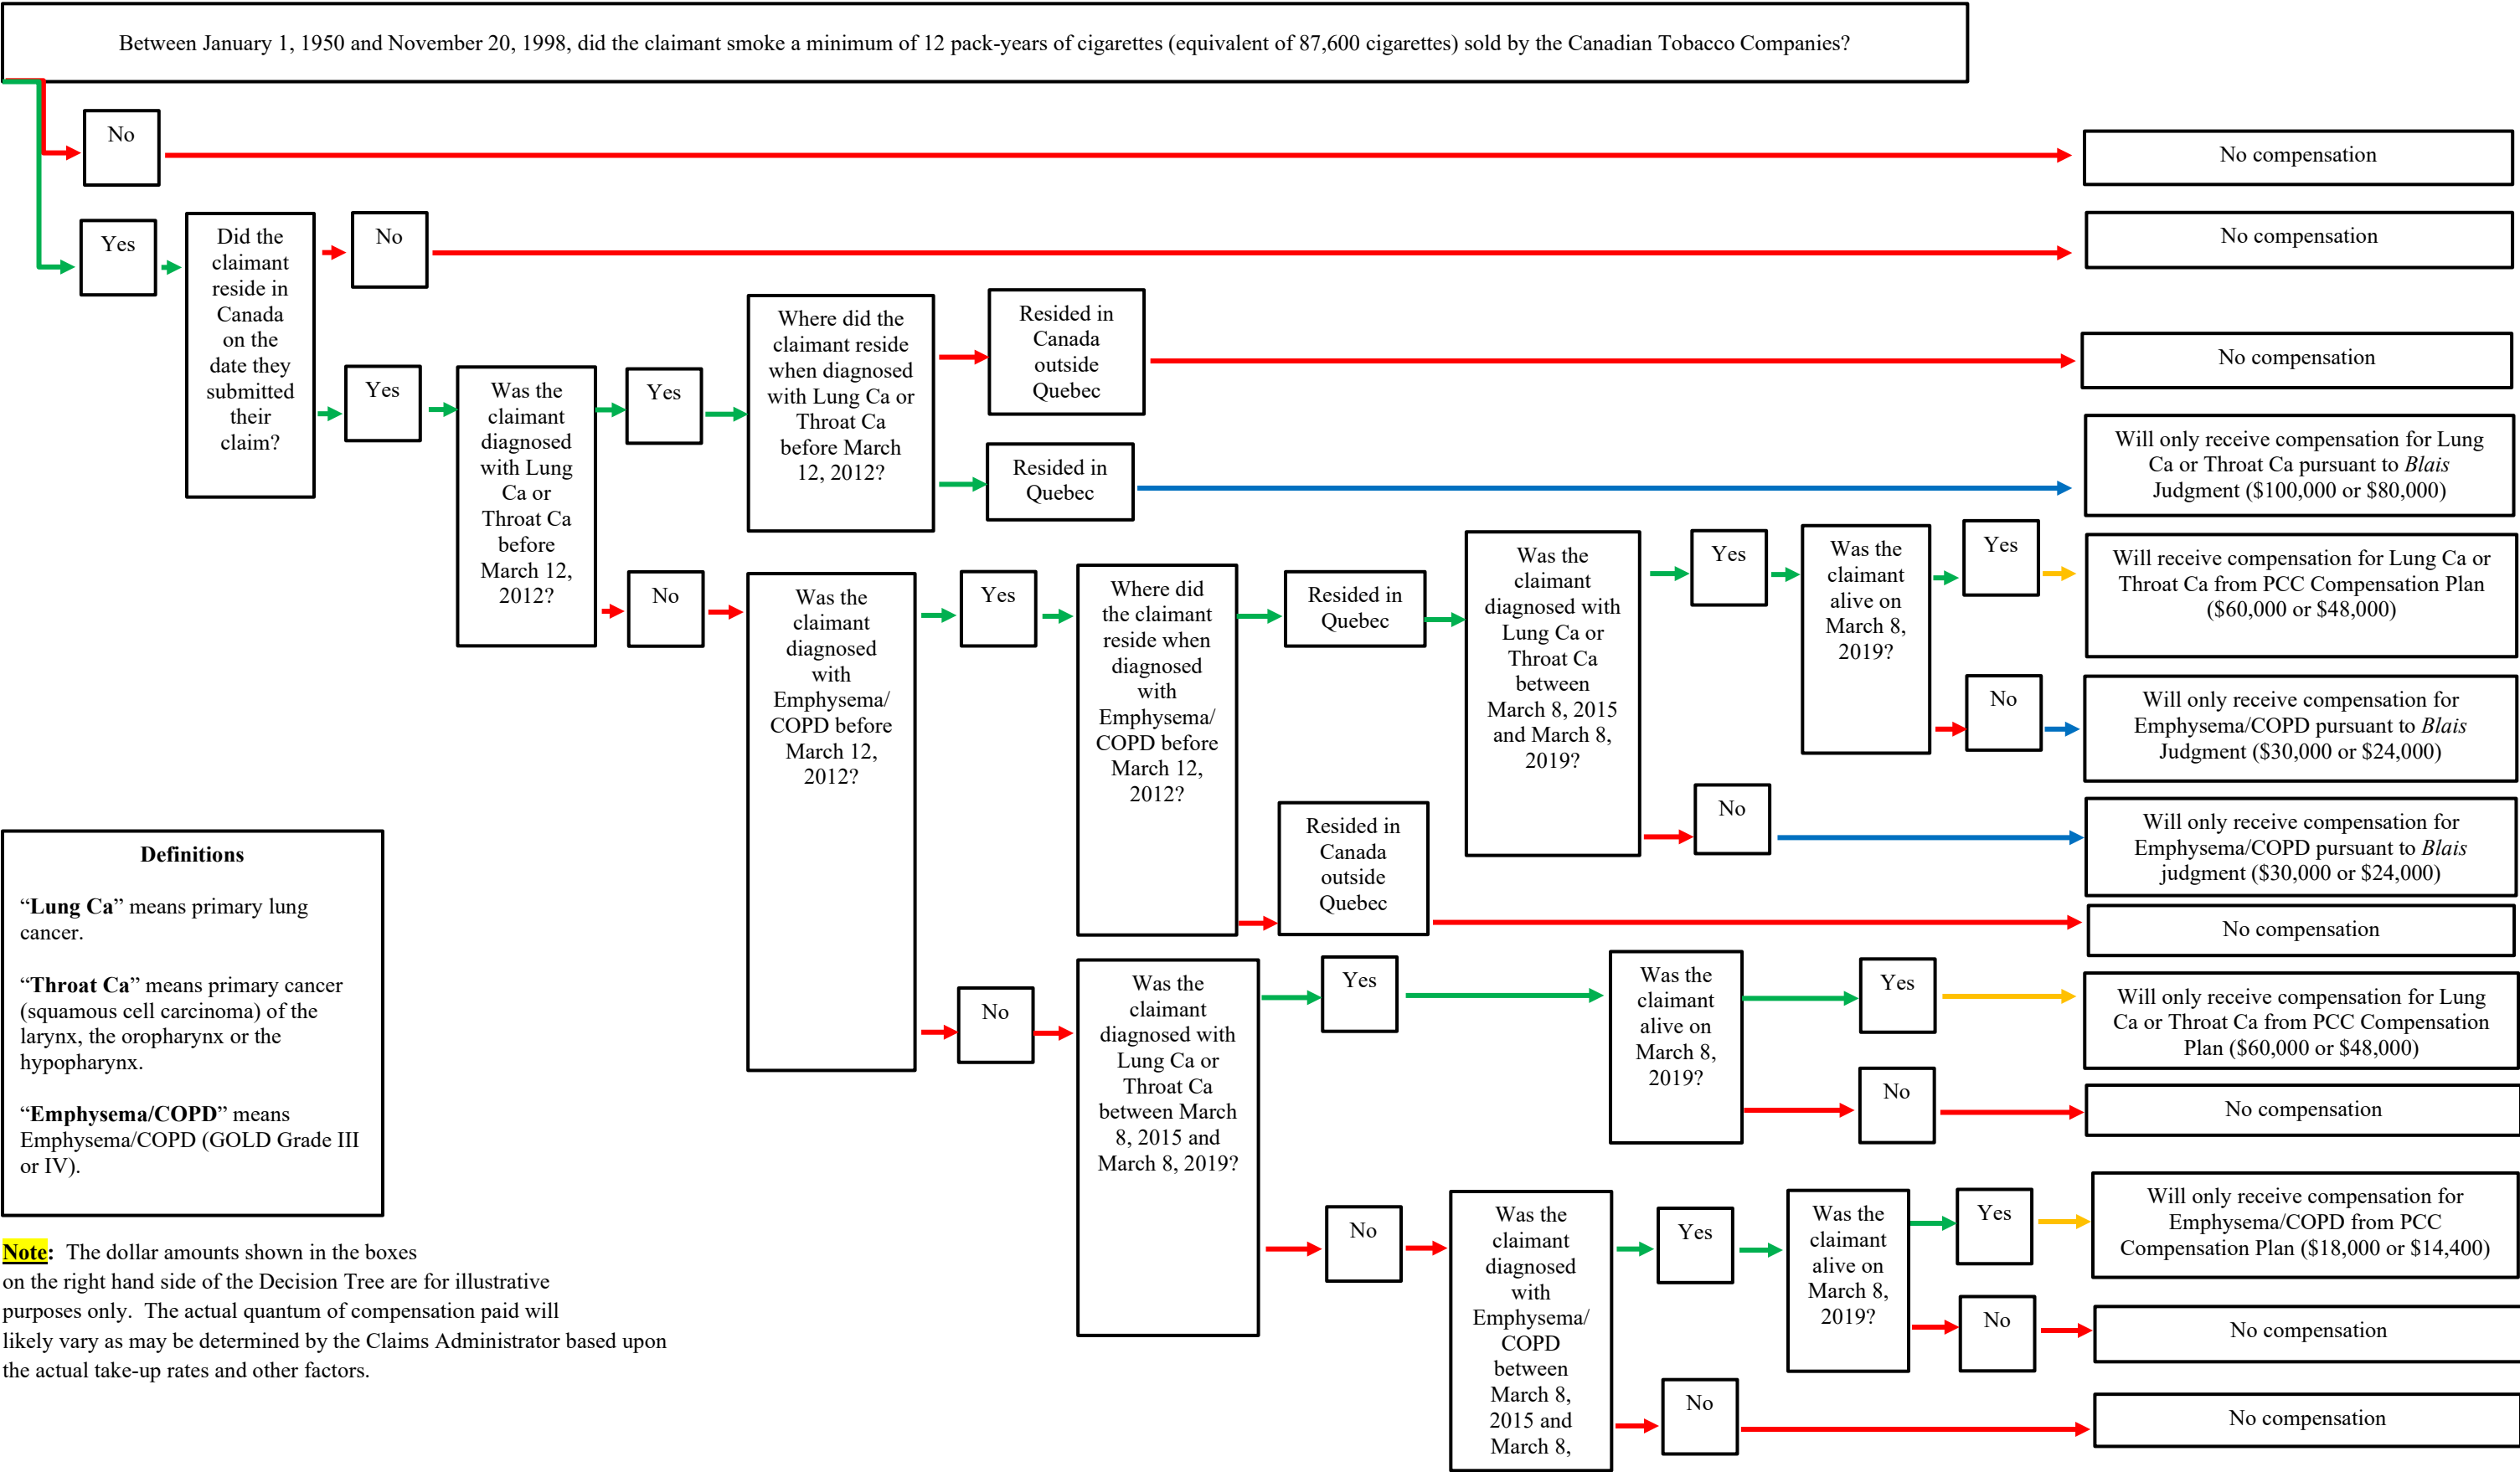 Between January 1, 1950 and November 20, 1998, did the claimant smoke a minimum of 12 pack-years of cigarettes (equivalent of 87,600 cigarettes) sold by the Canadian Tobacco Companies?
No
No compensation
Yes
Did the
claimant
reside in
Canada
on the
date they
submitted
their
claim?
No
No compensation
Yes
Was the
claimant
diagnosed
with Lung
Ca or
Throat Ca
before
March 12,
2012?
Yes
Where did the
claimant reside
when diagnosed
with Lung Ca or
Throat Ca
before March
12, 2012?
Resided in
Canada
outside
Quebec
No compensation
Resided in
Quebec
Will only receive compensation for Lung
Ca or Throat Ca pursuant to Blais
Judgment ($100,000 or $80,000)
No
Was the
claimant
diagnosed
with
Emphysema/
COPD before
March 12,
2012?
Yes
Where did
the claimant
reside when
diagnosed
with
Emphysema/
COPD before
March 12,
2012?
Resided in
Quebec
Was the
claimant
diagnosed with
Lung Ca or
Throat Ca
between
March 8, 2015
and March 8,
2019?
Yes
Was the
claimant
alive on
March 8,
2019?
Yes
Will receive compensation for Lung Ca or
Throat Ca from PCC Compensation Plan
($60,000 or $48,000)
No
Will only receive compensation for
Emphysema/COPD pursuant to Blais
Judgment ($30,000 or $24,000)
No
Will only receive compensation for
Emphysema/COPD pursuant to Blais
judgment ($30,000 or $24,000)
Resided in
Canada
outside
Quebec
No compensation
No
Was the
claimant
diagnosed with
Lung Ca or
Throat Ca
between March
8, 2015 and
March 8, 2019?
Yes
Was the
claimant
alive on
March 8,
2019?
Yes
Will only receive compensation for Lung
Ca or Throat Ca from PCC Compensation
Plan ($60,000 or $48,000)
No
No compensation
No
Was the
claimant
diagnosed
with
Emphysema/
COPD
between
March 8,
2015 and
March 8,
Yes
Was the
claimant
alive on
March 8,
2019?
Yes
Will only receive compensation for
Emphysema/COPD from PCC
Compensation Plan ($18,000 or $14,400)
No
No compensation
No
No compensation
Definitions
“Lung Ca” means primary lung
cancer.
“Throat Ca” means primary cancer
(squamous cell carcinoma) of the
larynx, the oropharynx or the
hypopharynx.
“Emphysema/COPD” means
Emphysema/COPD (GOLD Grade III
or IV).
Note: The dollar amounts shown in the boxes
on the right hand side of the Decision Tree are for illustrative
purposes only. The actual quantum of compensation paid will
likely vary as may be determined by the Claims Administrator based upon
the actual take-up rates and other factors.